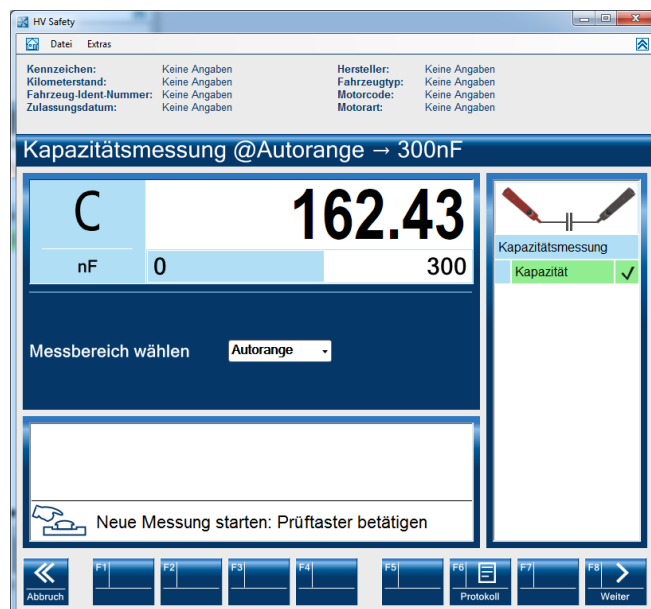 HV Safety
Datei Extras
Kennzeichen: Keine Angaben Hersteller: Keine Angaben
Kilometerstand: Keine Angaben Fahrzeugtyp: Keine Angaben
Fahrzeug-Ident-Nummer: Keine Angaben Motorcode: Keine Angaben
Zulassungsdatum: Keine Angaben Motorart: Keine Angaben
Kapazitätsmessung @Autorange → 300nF
C 162.43
nF 0 300
Kapazitätsmessung
Kapazität
Messbereich wählen Autorange
Neue Messung starten: Prüftaster betätigen
F1 F2 F3 F4 F5 F6 F7 F8
Abbruch Protokoll Weiter